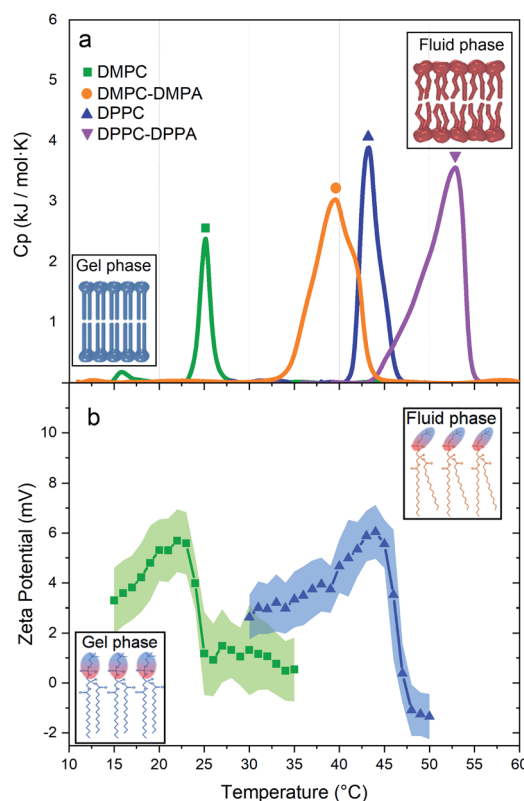 a
DMPC
DMPC-DMPA
DPPC
DPPC-DPPA
Fluid phase
Gel phase
Cp (kJ / mol·K)
6
5
4
3
2
1
b
Fluid phase
Gel phase
Zeta Potential (mV)
10
8
6
4
2
0
-2
10 15 20 25 30 35 40 45 50 55 60
Temperature (°C)